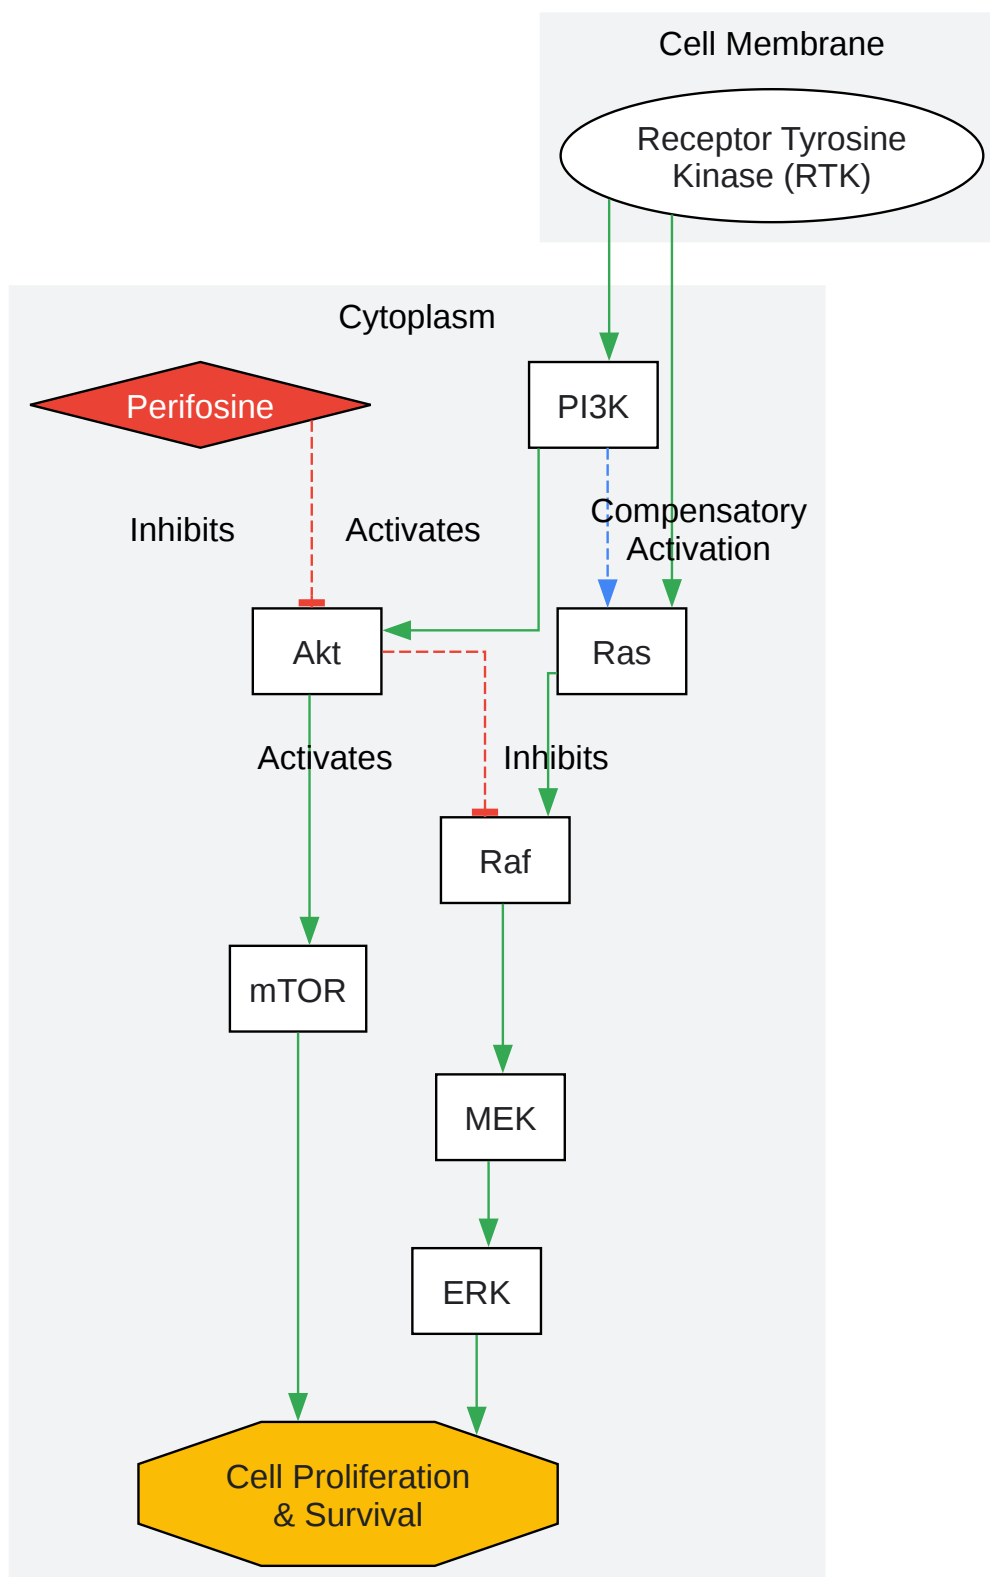 Cell Membrane
Receptor Tyrosine
Kinase (RTK)
Cytoplasm
Perifosine
PI3K
Inhibits
Activates
Compensatory
Activation
Akt
Ras
Activates
Inhibits
Raf
mTOR
MEK
ERK
Cell Proliferation
& Survival